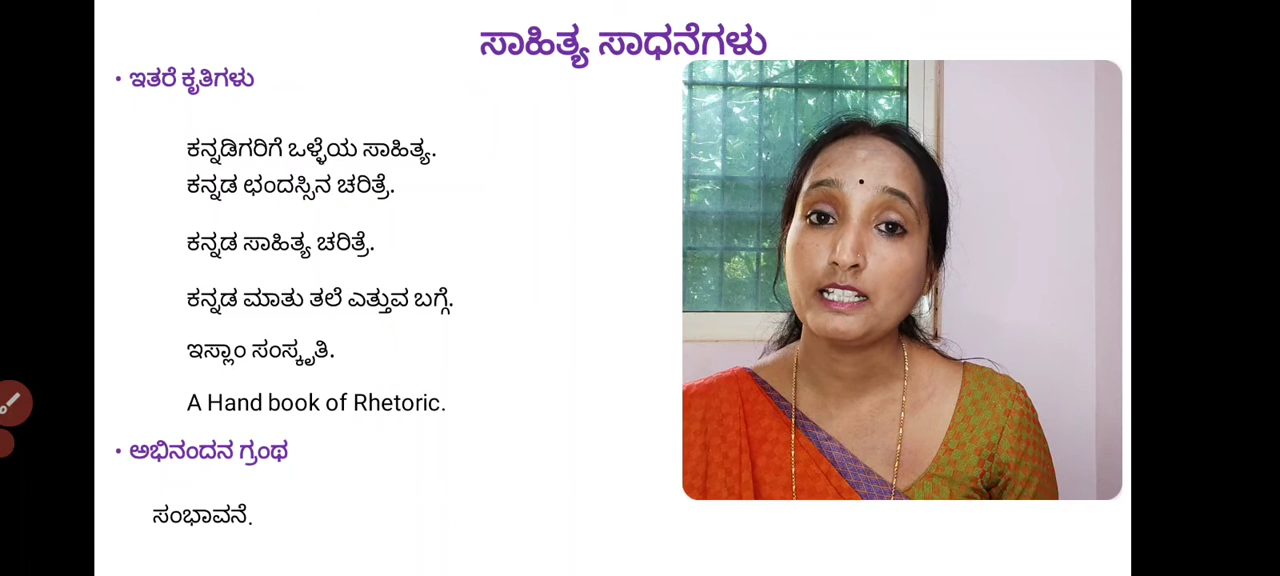 ಸಾಹಿತ್ಯ ಸಾಧನೆಗಳು
• ಇತರೆ ಕೃತಿಗಳು
ಕನ್ನಡಿಗರಿಗೆ ಒಳ್ಳೆಯ ಸಾಹಿತ್ಯ.
ಕನ್ನಡ ಛಂದಸ್ಸಿನ ಚರಿತ್ರೆ.
ಕನ್ನಡ ಸಾಹಿತ್ಯ ಚರಿತ್ರೆ.
ಕನ್ನಡ ಮಾತು ತಲೆ ಎತ್ತುವ ಬಗ್ಗೆ.
ಇಸ್ಲಾಂ ಸಂಸ್ಕೃತಿ.
A Hand book of Rhetoric.
• ಅಭಿನಂದನ ಗ್ರಂಥ
ಸಂಭಾವನೆ.